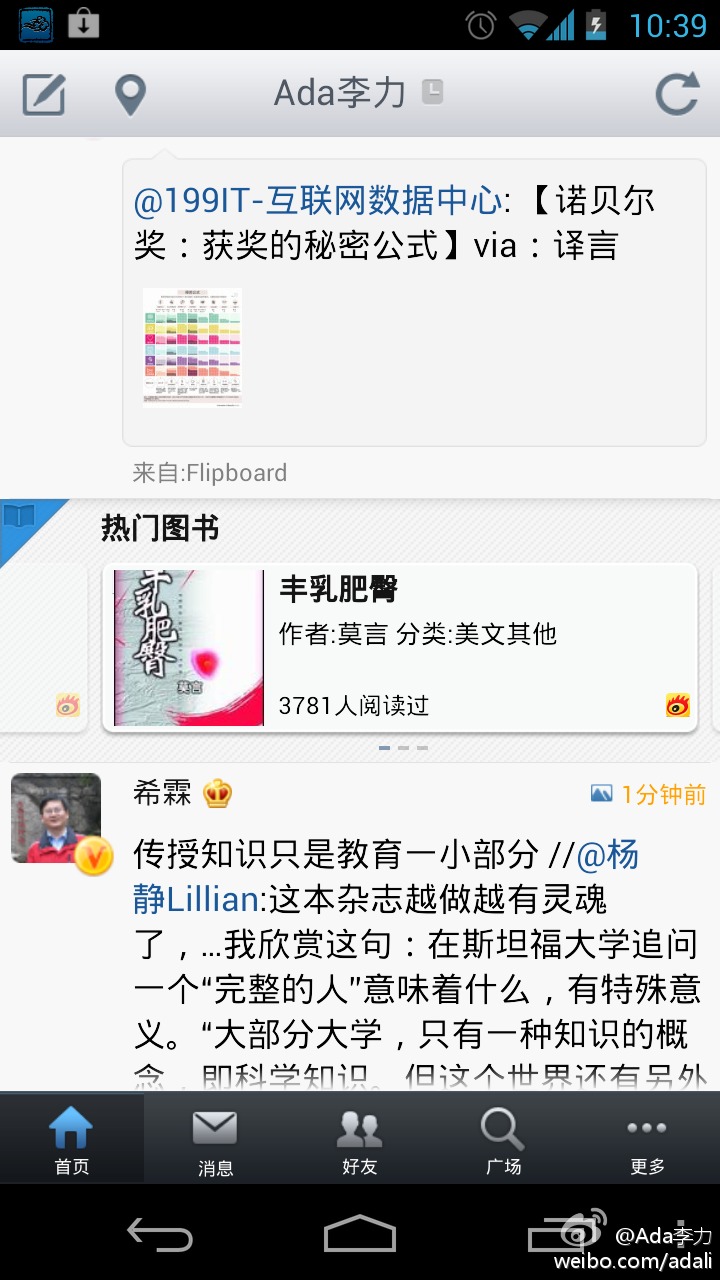 10:39
Ada李力
@199IT-互联网数据中心:【诺贝尔
奖：获奖的秘密公式】via：译言
来自:Flipboard
热门图书
丰乳肥臀
莫言
丰乳肥臀
作者:莫言 分类:美文其他
3781人阅读过
希霖
1分钟前
传授知识只是教育一小部分 //@杨
静Lillian:这本杂志越做越有灵魂
了，...我欣赏这句：在斯坦福大学追问
一个“完整的人”意味着什么，有特殊意
义。“大部分大学，只有一种知识的概
念，即科学知识。但这个世界还有另外
首页
消息
好友
广场
更多
@Ada李力
weibo.com/adali